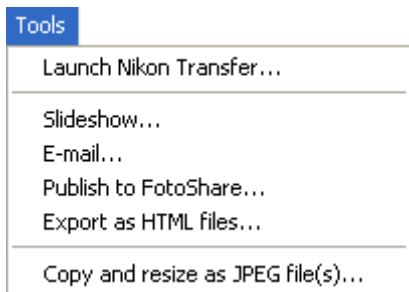 Tools
Launch Nikon Transfer...
Slideshow...
E-mail...
Publish to FotoShare...
Export as HTML files...
Copy and resize as JPEG file(s)...